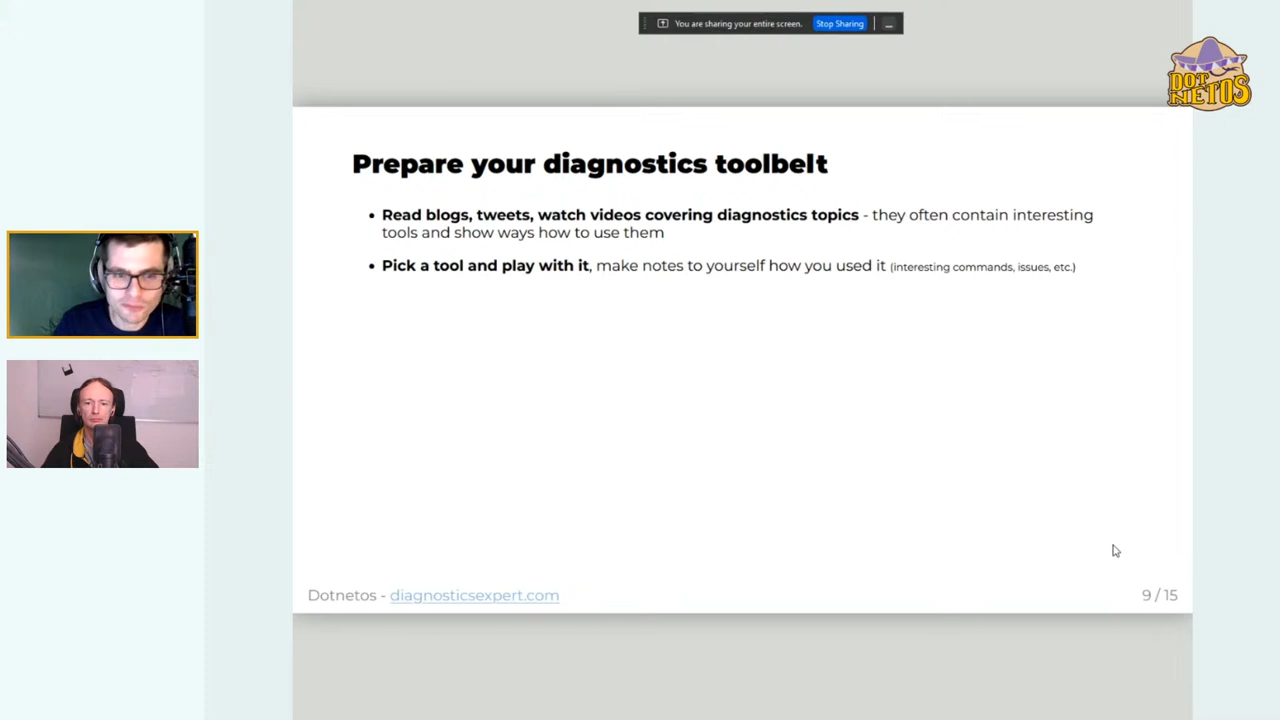 You are sharing your entire screen. Stop Sharing
DOT
NETOS
Prepare your diagnostics toolbelt
• Read blogs, tweets, watch videos covering diagnostics topics - they often contain interesting
tools and show ways how to use them
• Pick a tool and play with it, make notes to yourself how you used it (interesting commands, issues, etc.)
Dotnetos - diagnosticsexpert.com
9 / 15